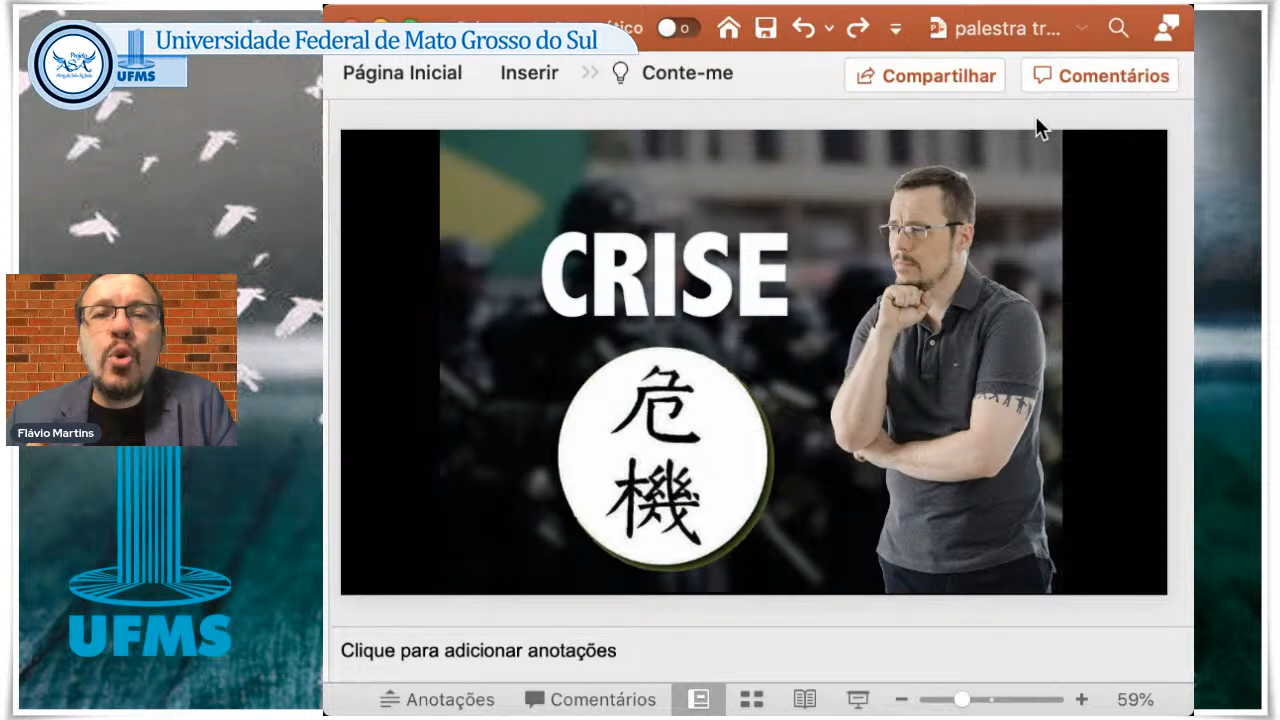 Universidade Federal de Mato Grosso do Sul
Projeto
UFMS
palestra tr...
Página Inicial
Inserir
Conte-me
Compartilhar
Comentários
CRISE
危
機
Flávio Martins
UFMS
Clique para adicionar anotações
Anotações
Comentários
59%